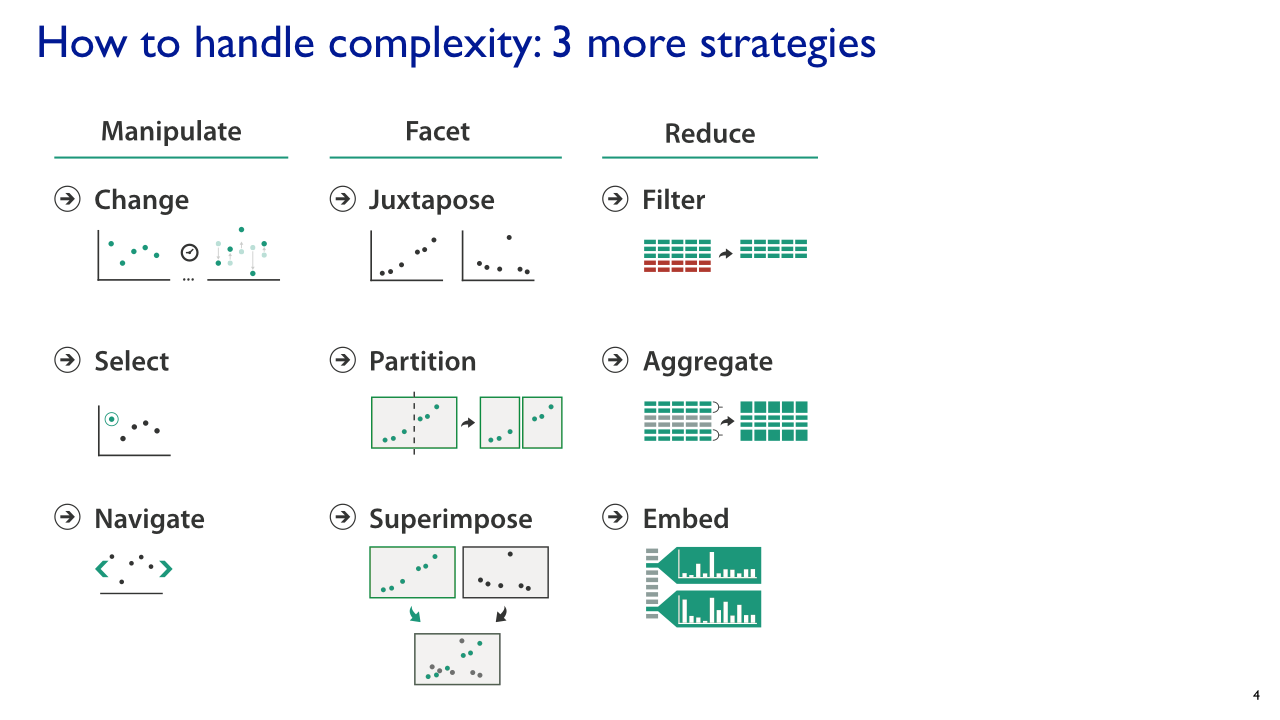 How to handle complexity: 3 more strategies
Manipulate
Change
...
Select
Navigate
Facet
Juxtapose
Partition
Superimpose
Reduce
Filter
Aggregate
Embed
4